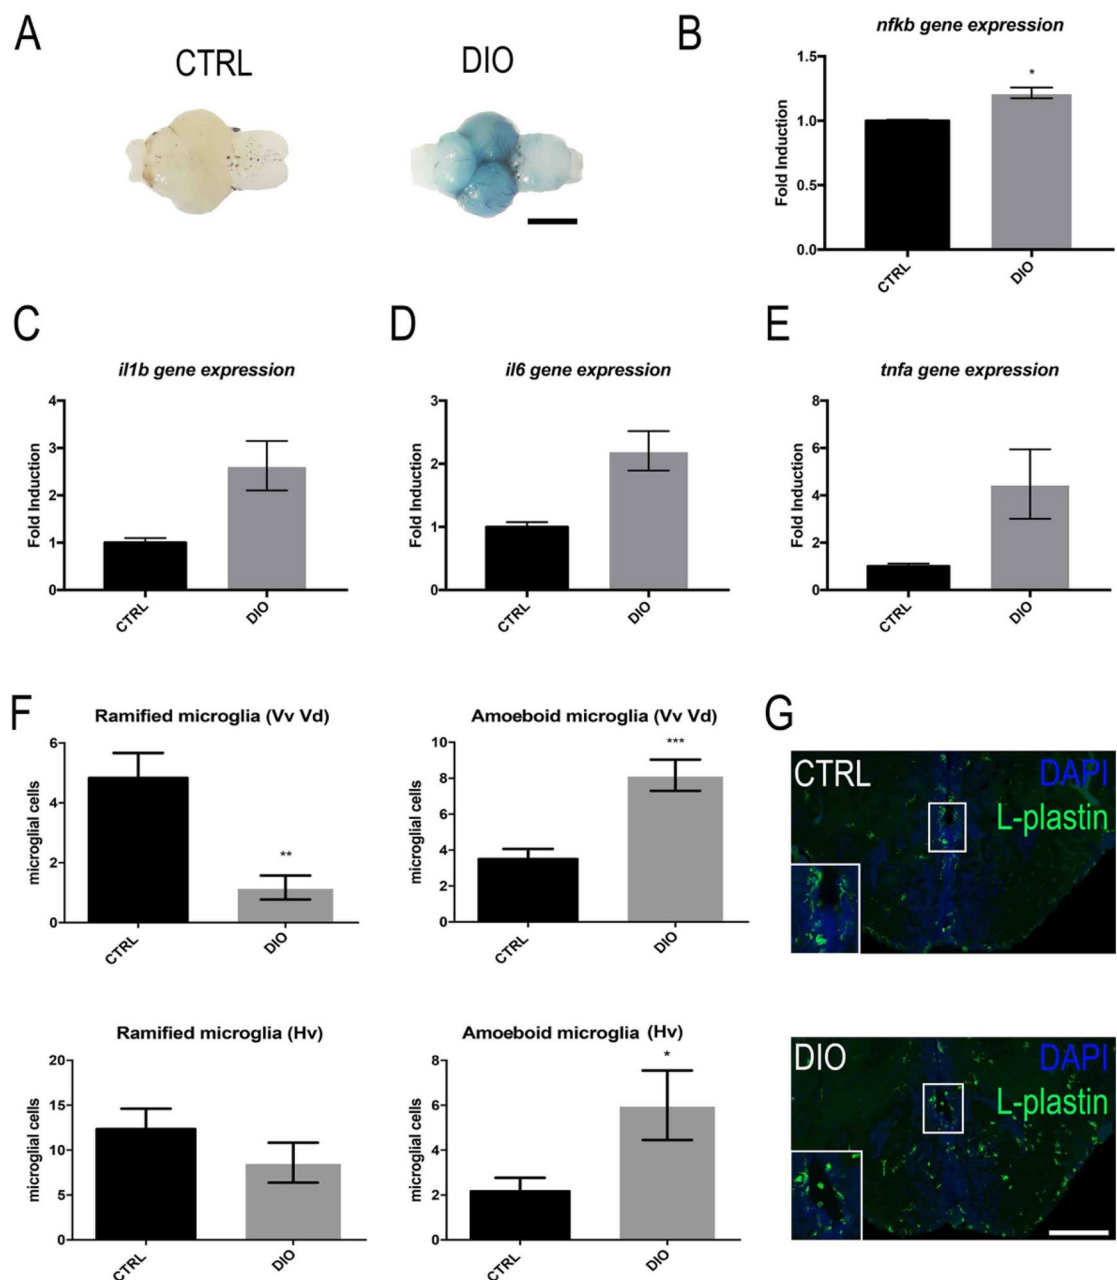 A
CTRL
DIO
B
nfkb gene expression
Fold Induction
1.5
1.0
0.5
0.0
*
CTRL
DIO
C
il1b gene expression
Fold Induction
4
3
2
1
0
CTRL
DIO
D
il6 gene expression
Fold Induction
3
2
1
0
CTRL
DIO
E
tnfa gene expression
Fold Induction
8
6
4
2
0
CTRL
DIO
F
Ramified microglia (Vv Vd)
microglial cells
6
4
2
0
**
CTRL
DIO
Amoeboid microglia (Vv Vd)
microglial cells
10
8
6
4
2
0
***
CTRL
DIO
Ramified microglia (Hv)
microglial cells
20
15
10
5
0
CTRL
DIO
Amoeboid microglia (Hv)
microglial cells
8
6
4
2
0
*
CTRL
DIO
G
CTRL
DAPI
L-plastin
DIO
DAPI
L-plastin